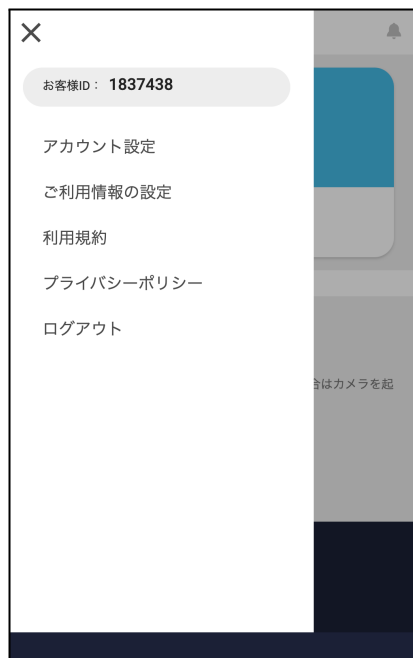 お客様ID： 1837438
アカウント設定
ご利用情報の設定
利用規約
プライバシーポリシー
ログアウト
合はカメラを起